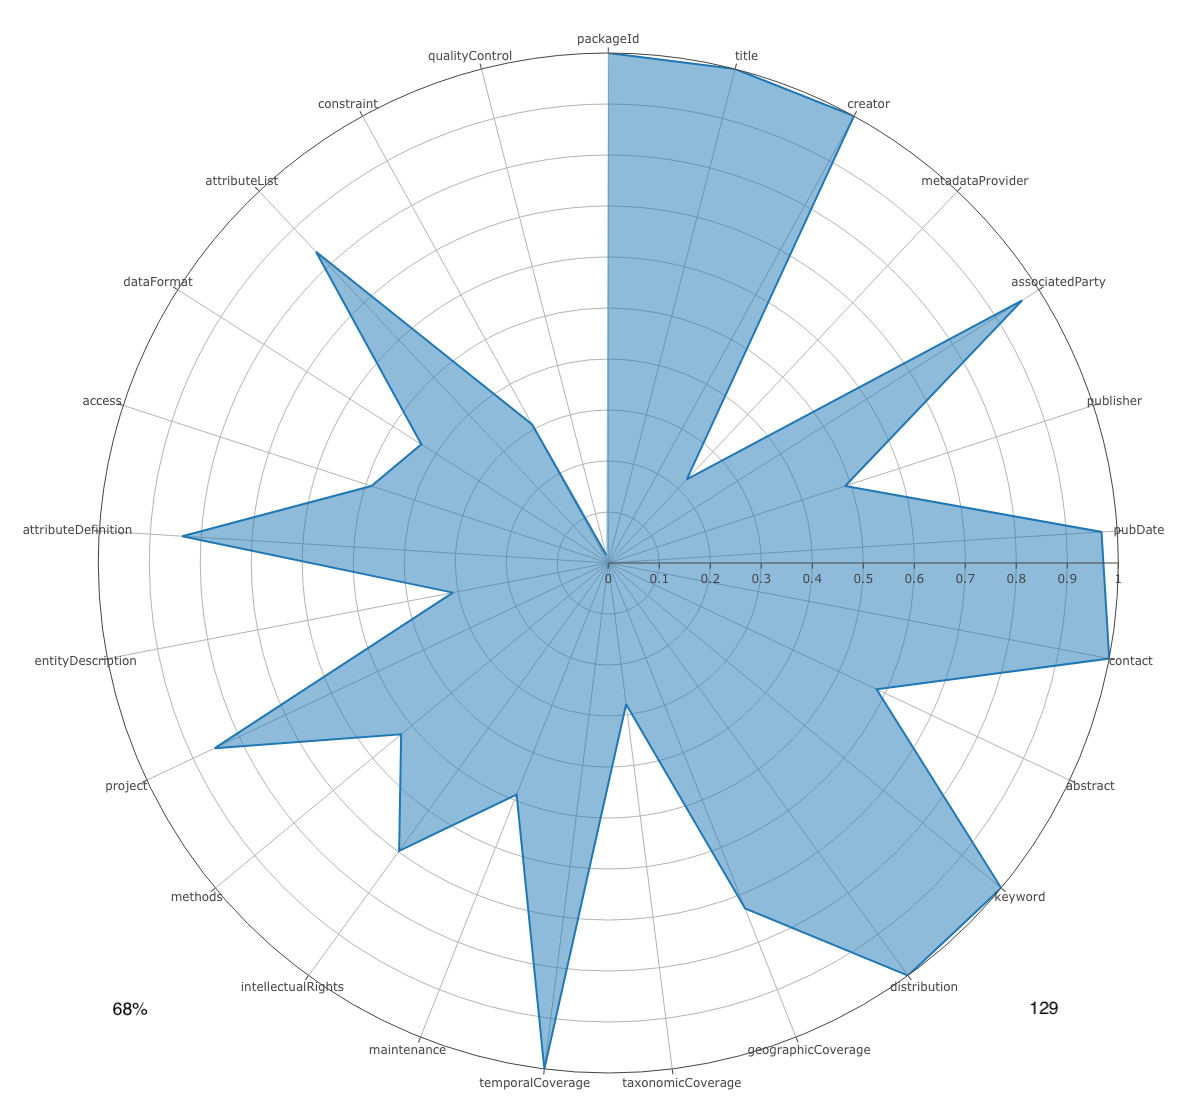 packageId
qualityControl
title
constraint
creator
attributeList
metadataProvider
dataFormat
associatedParty
access
publisher
attributeDefinition
pubDate
0 0.1 0.2 0.3 0.4 0.5 0.6 0.7 0.8 0.9 1
entityDescription
contact
project
abstract
methods
keyword
intellectualRights
distribution
68%
129
maintenance
geographicCoverage
temporalCoverage
taxonomicCoverage